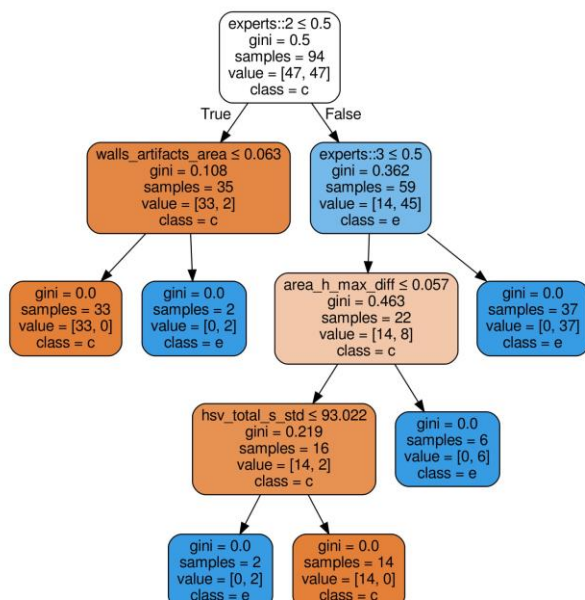 experts::2 ≤ 0.5
gini = 0.5
samples = 94
value = [47, 47]
class = c
True
False
walls_artifacts_area ≤ 0.063
gini = 0.108
samples = 35
value = [33, 2]
class = c
experts::3 ≤ 0.5
gini = 0.362
samples = 59
value = [14, 45]
class = e
gini = 0.0
samples = 33
value = [33, 0]
class = c
gini = 0.0
samples = 2
value = [0, 2]
class = e
area_h_max_diff ≤ 0.057
gini = 0.463
samples = 22
value = [14, 8]
class = c
gini = 0.0
samples = 37
value = [0, 37]
class = e
hsv_total_s_std ≤ 93.022
gini = 0.219
samples = 16
value = [14, 2]
class = c
gini = 0.0
samples = 6
value = [0, 6]
class = e
gini = 0.0
samples = 2
value = [0, 2]
class = e
gini = 0.0
samples = 14
value = [14, 0]
class = c